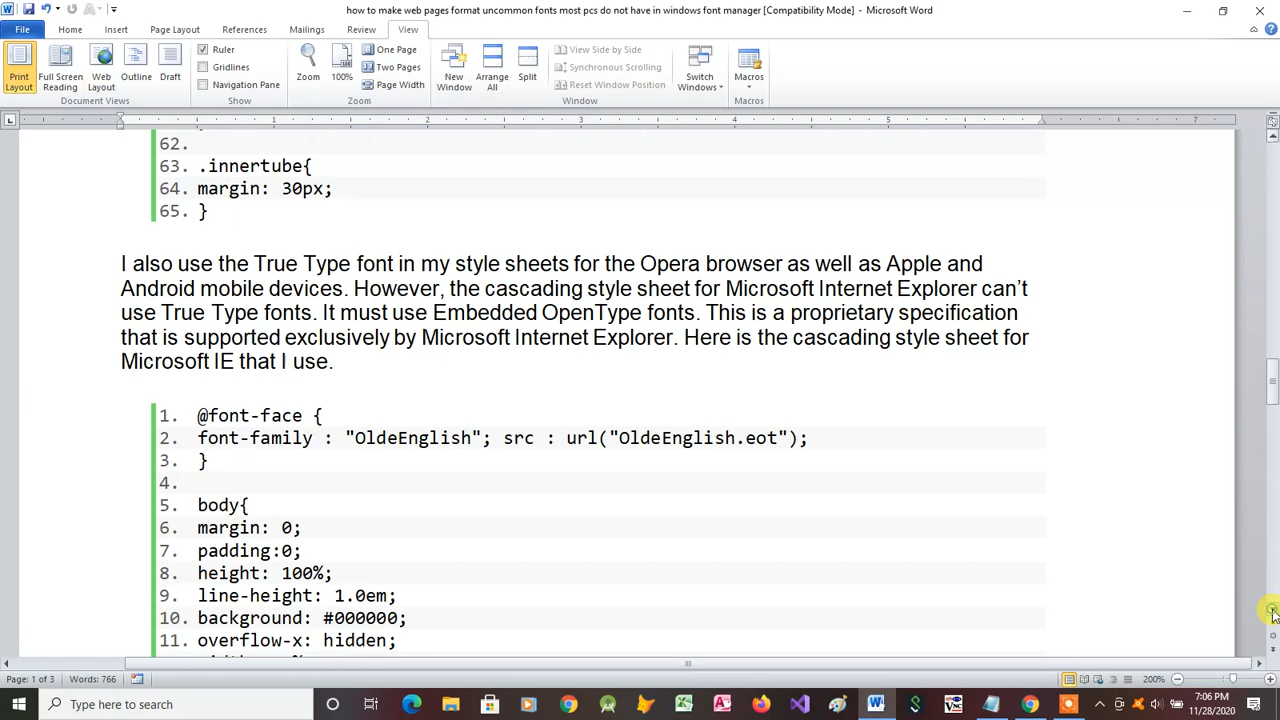 how to make web pages format uncommon fonts most pcs do not have in windows font manager [Compatibility Mode] - Microsoft Word
File Home Insert Page Layout References Mailings Review View
Print Layout
Full Screen Reading
Web Layout
Outline
Draft
Document Views
Ruler
Gridlines
Navigation Pane
Show
Zoom
100%
One Page
Two Pages
Page Width
Zoom
New Window
Arrange All
Split
View Side by Side
Synchronous Scrolling
Reset Window Position
Window
Switch Windows
Macros
Macros
1 2 3 4 5 6 7
62.
63. .innertube{
64. margin: 30px;
65. }
I also use the True Type font in my style sheets for the Opera browser as well as Apple and
Android mobile devices. However, the cascading style sheet for Microsoft Internet Explorer can’t
use True Type fonts. It must use Embedded OpenType fonts. This is a proprietary specification
that is supported exclusively by Microsoft Internet Explorer. Here is the cascading style sheet for
Microsoft IE that I use.
1. @font-face {
2. font-family : "OldeEnglish"; src : url("OldeEnglish.eot");
3. }
4.
5. body{
6. margin: 0;
7. padding:0;
8. height: 100%;
9. line-height: 1.0em;
10. background: #000000;
11. overflow-x: hidden;
Page: 1 of 3 Words: 766 200%
Type here to search
7:06 PM
11/28/2020